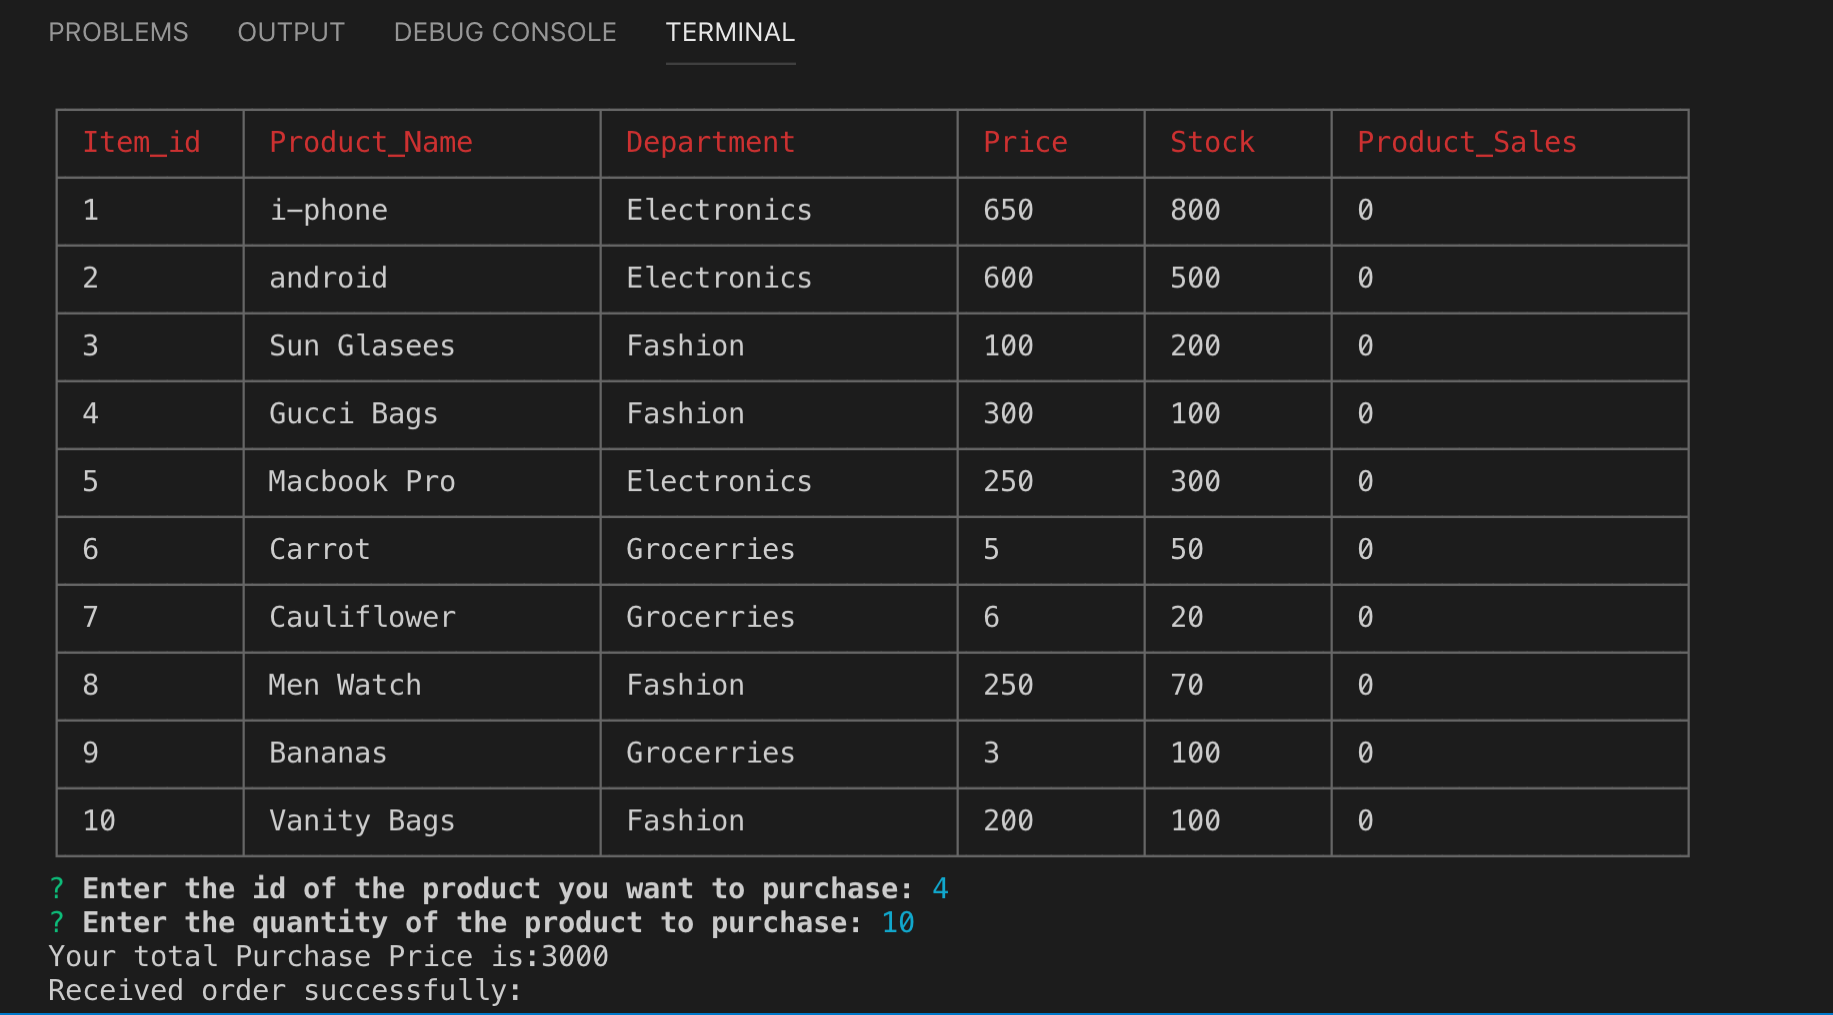 PROBLEMS OUTPUT DEBUG CONSOLE TERMINAL
Item_id Product_Name Department Price Stock Product_Sales
1 i-phone Electronics 650 800 0
2 android Electronics 600 500 0
3 Sun Glasees Fashion 100 200 0
4 Gucci Bags Fashion 300 100 0
5 Macbook Pro Electronics 250 300 0
6 Carrot Grocerries 5 50 0
7 Cauliflower Grocerries 6 20 0
8 Men Watch Fashion 250 70 0
9 Bananas Grocerries 3 100 0
10 Vanity Bags Fashion 200 100 0
? Enter the id of the product you want to purchase: 4
? Enter the quantity of the product to purchase: 10
Your total Purchase Price is:3000
Received order successfully: